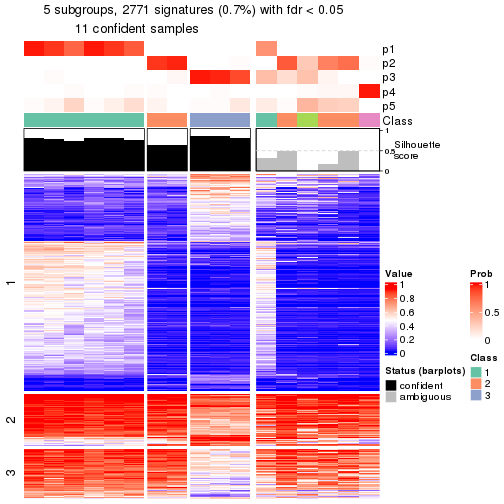 5 subgroups, 2771 signatures (0.7%) with fdr < 0.05
11 confident samples
p1
p2
p3
p4
p5
Class
1
0.5
0
Silhouette
score
1
2
3
Value
1
0.8
0.6
0.4
0.2
0
Status (barplots)
confident
ambiguous
Prob
1
0.5
0
Class
1
2
3